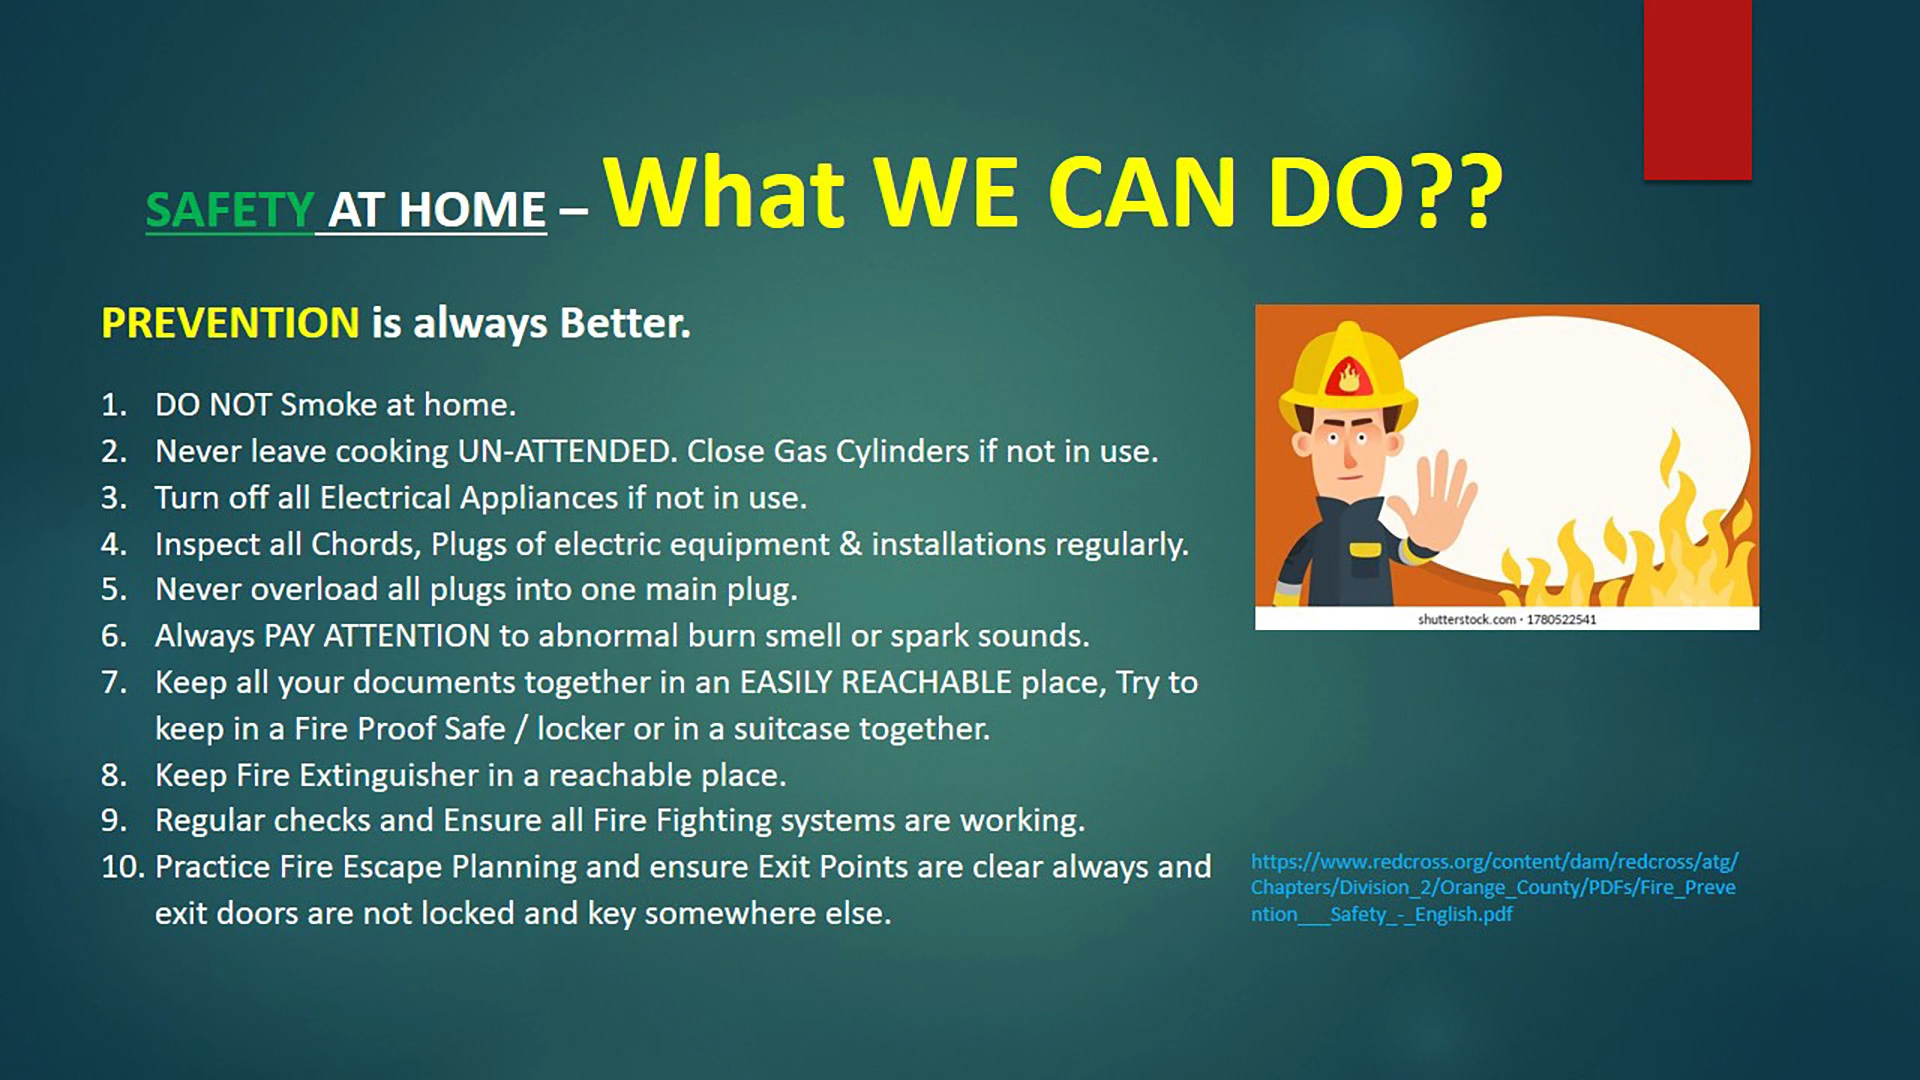 SAFETY AT HOME – What WE CAN DO??
PREVENTION is always Better.
1. DO NOT Smoke at home.
2. Never leave cooking UN-ATTENDED. Close Gas Cylinders if not in use.
3. Turn off all Electrical Appliances if not in use.
4. Inspect all Chords, Plugs of electric equipment & installations regularly.
5. Never overload all plugs into one main plug.
6. Always PAY ATTENTION to abnormal burn smell or spark sounds.
7. Keep all your documents together in an EASILY REACHABLE place, Try to
keep in a Fire Proof Safe / locker or in a suitcase together.
8. Keep Fire Extinguisher in a reachable place.
9. Regular checks and Ensure all Fire Fighting systems are working.
10. Practice Fire Escape Planning and ensure Exit Points are clear always and
exit doors are not locked and key somewhere else.
shutterstock.com · 1780522541
https://www.redcross.org/content/dam/redcross/atg/
Chapters/Division_2/Orange_County/PDFs/Fire_Preve
ntion___Safety_-_English.pdf